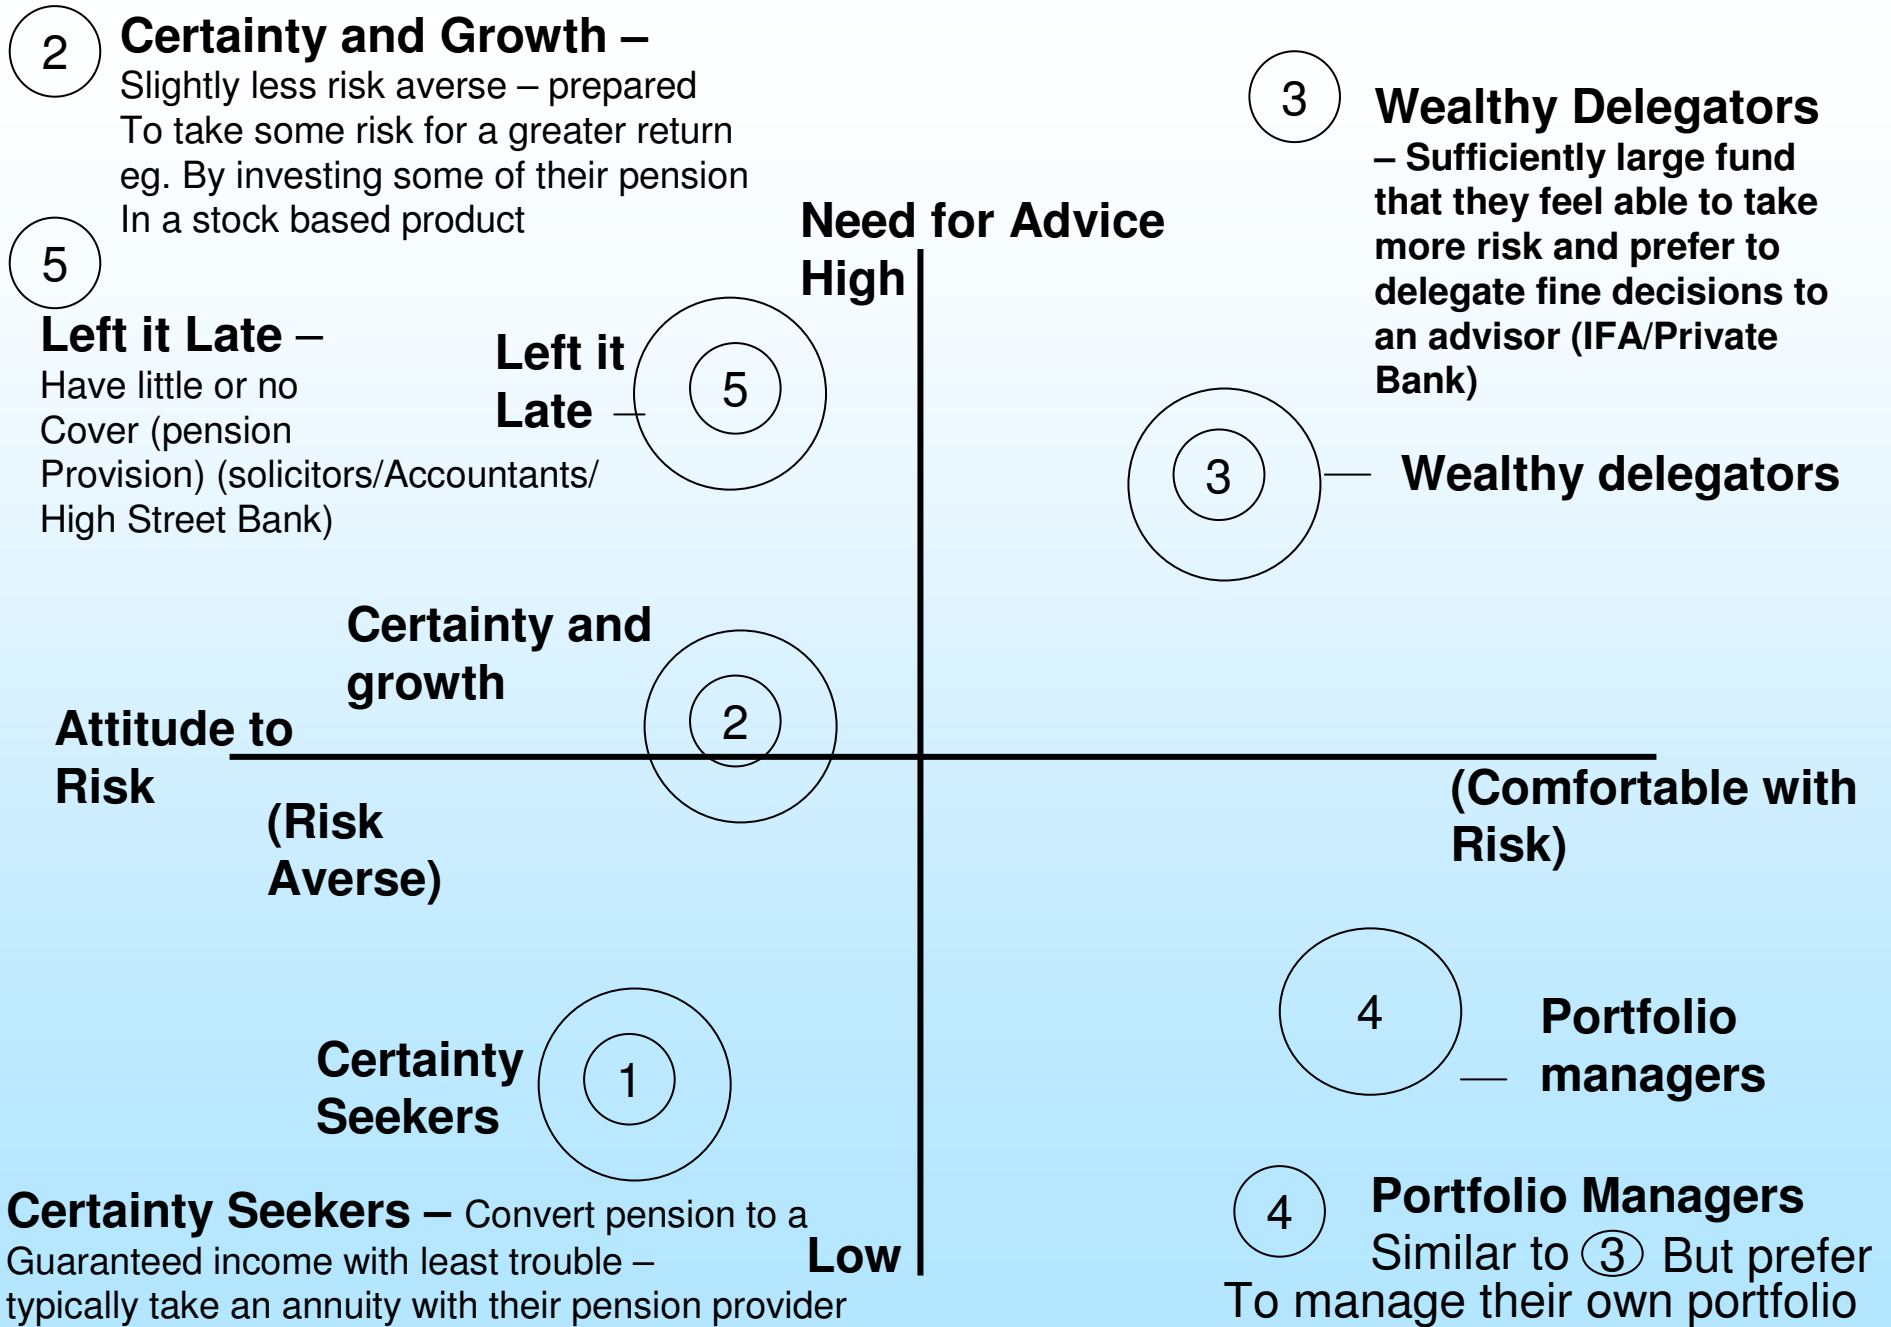 2
Certainty and Growth –
Slightly less risk averse – prepared
To take some risk for a greater return
eg. By investing some of their pension
In a stock based product
3
Wealthy Delegators
– Sufficiently large fund
that they feel able to take
more risk and prefer to
delegate fine decisions to
an advisor (IFA/Private
Bank)
Need for Advice
High
5
Left it Late –
Have little or no
Cover (pension
Provision) (solicitors/Accountants/
High Street Bank)
Left it
Late –
5
3
– Wealthy delegators
Certainty and
growth
2
Attitude to
Risk
(Risk
Averse)
(Comfortable with
Risk)
4
– Portfolio
managers
Certainty
Seekers
1
Certainty Seekers – Convert pension to a
Guaranteed income with least trouble –
typically take an annuity with their pension provider
Low
4
Portfolio Managers
Similar to 3 But prefer
To manage their own portfolio